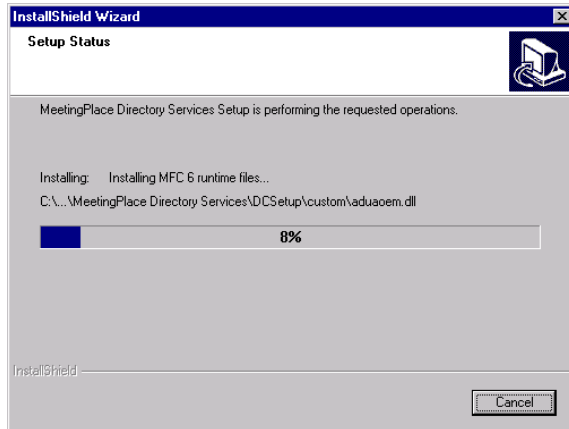 InstallShield Wizard
Setup Status
MeetingPlace Directory Services Setup is performing the requested operations.
Installing: Installing MFC 6 runtime files...
C:\...\MeetingPlace Directory Services\DCSetup\custom\aduaoem.dll
8%
InstallShield
Cancel